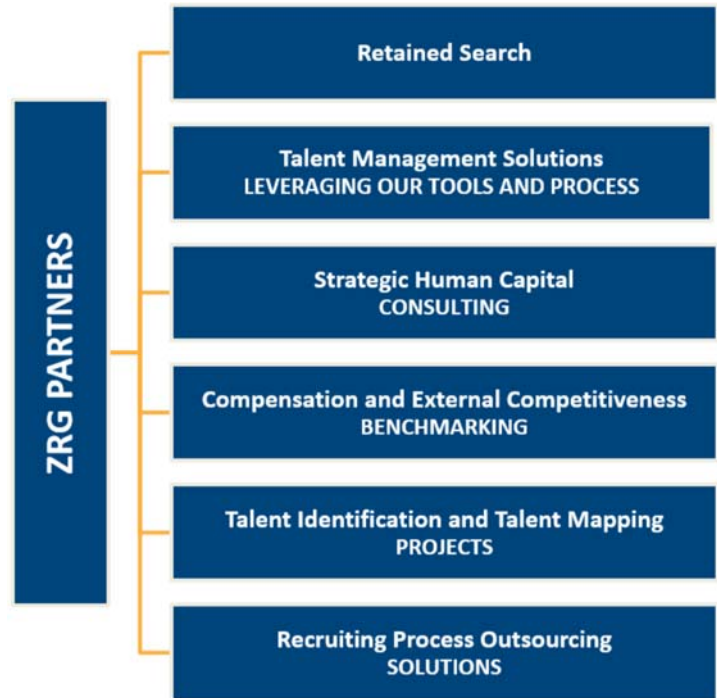 ZRG PARTNERS
Retained Search
Talent Management Solutions
LEVERAGING OUR TOOLS AND PROCESS
Strategic Human Capital
CONSULTING
Compensation and External Competitiveness
BENCHMARKING
Talent Identification and Talent Mapping
PROJECTS
Recruiting Process Outsourcing
SOLUTIONS